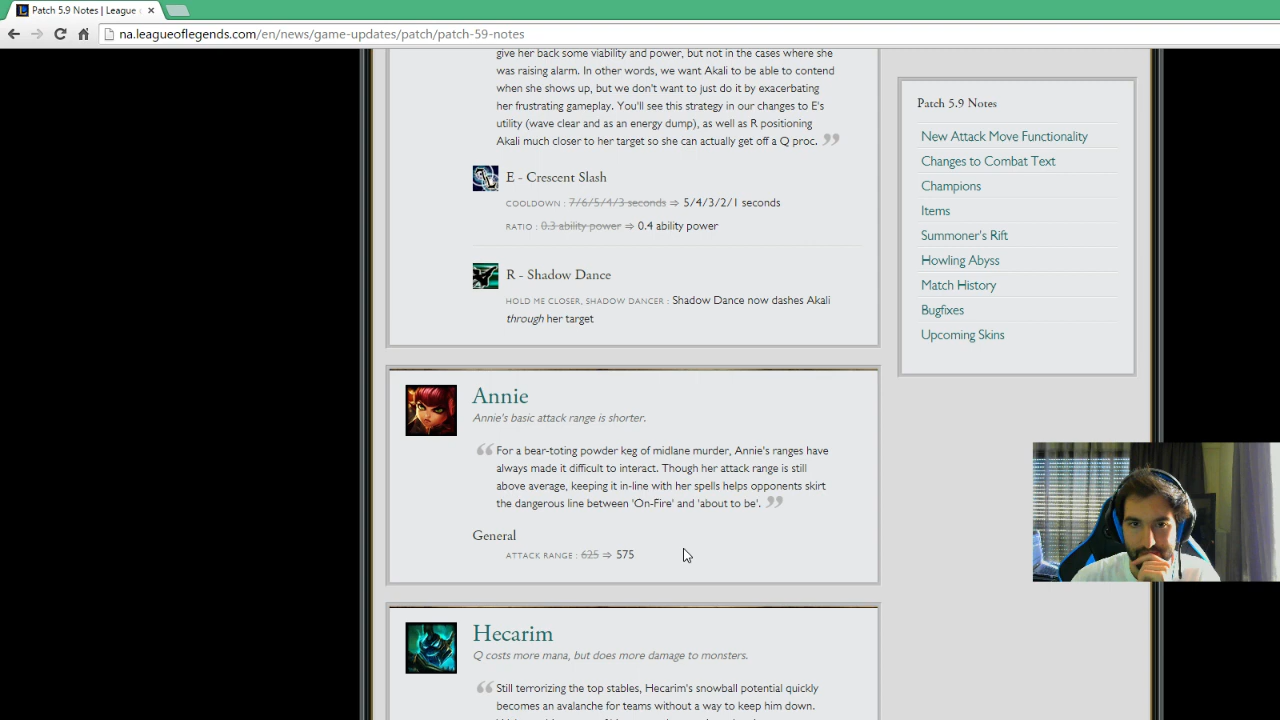 Patch 5.9 Notes | League
na.leagueoflegends.com/en/news/game-updates/patch/patch-59-notes
give her back some viability and power, but not in the cases where she
was raising alarm. In other words, we want Akali to be able to contend
when she shows up, but we don't want to just do it by exacerbating
her frustrating gameplay. You'll see this strategy in our changes to E's
utility (wave clear and as an energy dump), as well as R positioning
Akali much closer to her target so she can actually get off a Q proc.
E - Crescent Slash
COOLDOWN : 7/6/5/4/3 seconds ⇒ 5/4/3/2/1 seconds
RATIO : 0.3 ability power ⇒ 0.4 ability power
R - Shadow Dance
HOLD ME CLOSER, SHADOW DANCER : Shadow Dance now dashes Akali
through her target
Annie
Annie's basic attack range is shorter.
For a bear-toting powder keg of midlane murder, Annie's ranges have
always made it difficult to interact. Though her attack range is still
above average, keeping it in-line with her spells helps opponents skirt
the dangerous line between 'On-Fire' and 'about to be'.
General
ATTACK RANGE : 625 ⇒ 575
Hecarim
Q costs more mana, but does more damage to monsters.
Still terrorizing the top stables, Hecarim's snowball potential quickly
becomes an avalanche for teams without a way to keep him down.
Patch 5.9 Notes
New Attack Move Functionality
Changes to Combat Text
Champions
Items
Summoner's Rift
Howling Abyss
Match History
Bugfixes
Upcoming Skins